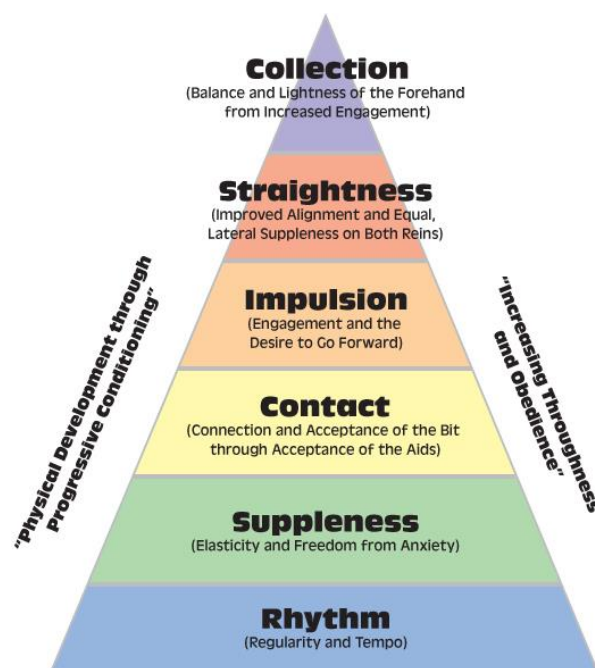 Collection
(Balance and Lightness of the Forehand
from Increased Engagement)
Straightness
(Improved Alignment and Equal,
Lateral Suppleness on Both Reins)
Impulsion
(Engagement and the
Desire to Go Forward)
Contact
(Connection and Acceptance of the Bit
through Acceptance of the Aids)
Suppleness
(Elasticity and Freedom from Anxiety)
Rhythm
(Regularity and Tempo)
“Physical Development through
Progressive Conditioning”
“Increasing Throughness
and Obedience”